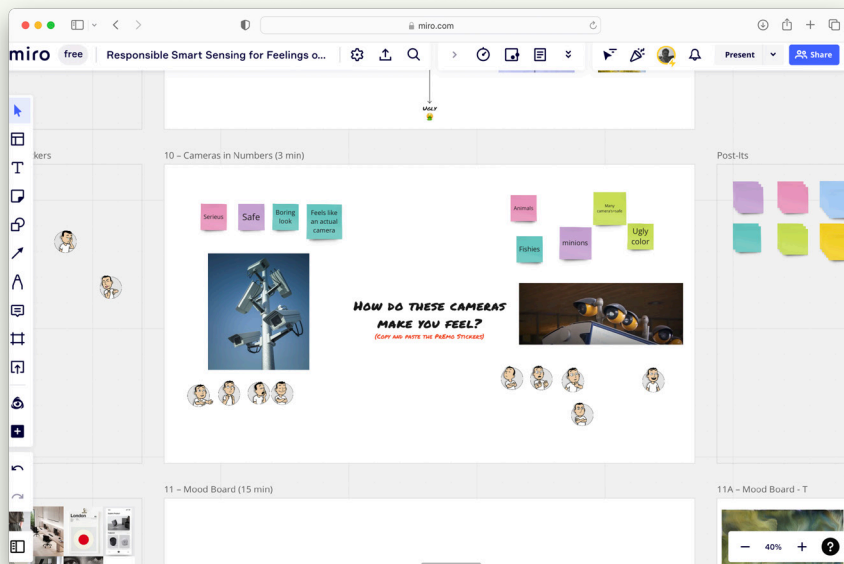 miro.com
miro
free
Responsible Smart Sensing for Feelings o...
Present
Share
UGLY
kers
10 – Cameras in Numbers (3 min)
Post-Its
Serieus
Safe
Boring
look
Feels like
an actual
camera
Animals
Many
Ugly
color
minions
Fishies
HOW DO THESE CAMERAS
MAKE YOU FEEL?
(COPY AND PASTE THE PREMO STICKERS)
11 – Mood Board (15 min)
11A – Mood Board - T
London
40%